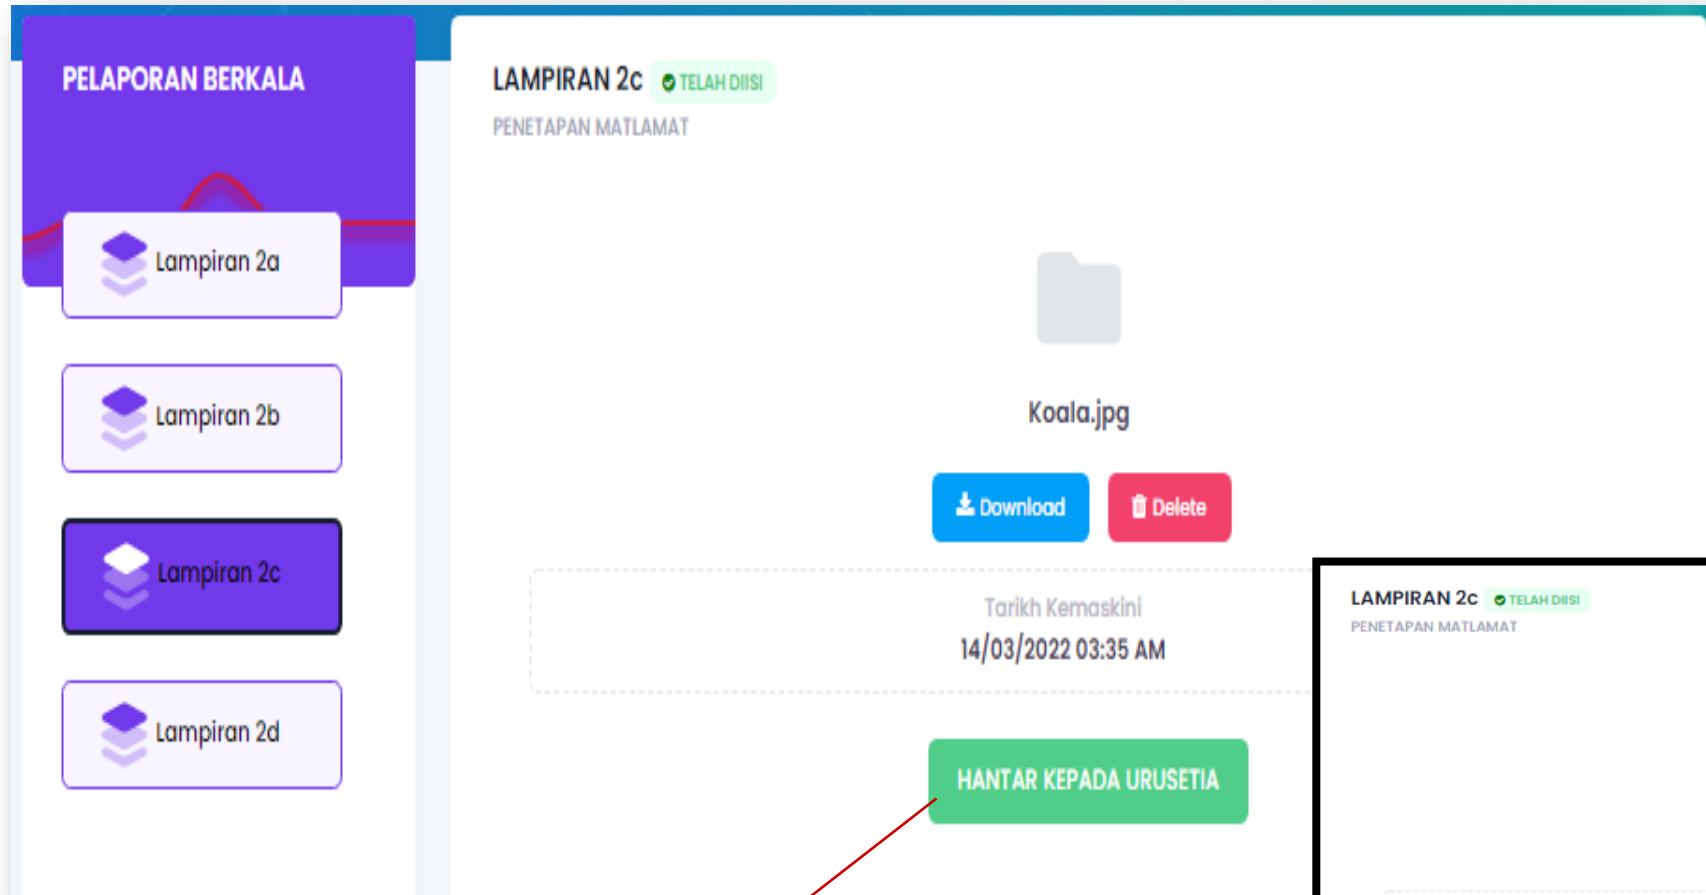 PELAPORAN BERKALA
Lampiran 2a
Lampiran 2b
Lampiran 2c
Lampiran 2d
LAMPIRAN 2c TELAH DIISI
PENETAPAN MATLAMAT
Koala.jpg
Download Delete
Tarikh Kemaskini
14/03/2022 03:35 AM
HANTAR KEPADA URUSETIA
LAMPIRAN 2c TELAH DIISI
PENETAPAN MATLAMAT